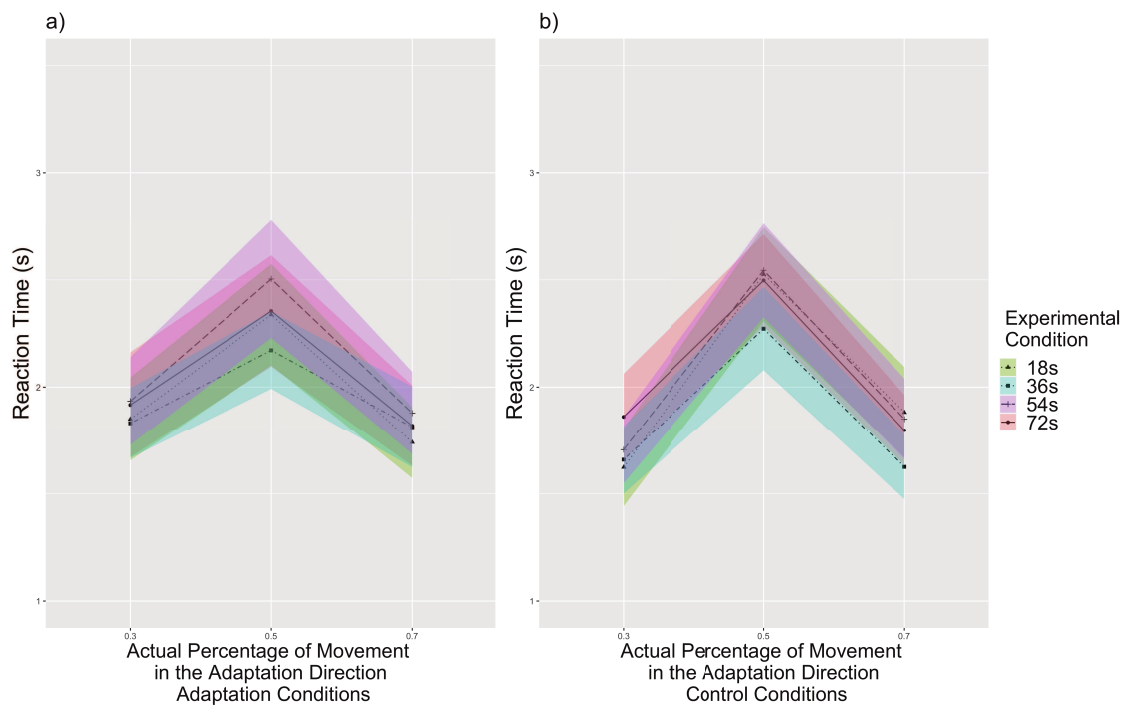 a)
b)
Reaction Time (s)
3
2
1
0.3
0.5
0.7
Actual Percentage of Movement
in the Adaptation Direction
Adaptation Conditions
Reaction Time (s)
3
2
1
0.3
0.5
0.7
Actual Percentage of Movement
in the Adaptation Direction
Control Conditions
Experimental
Condition
18s
36s
54s
72s